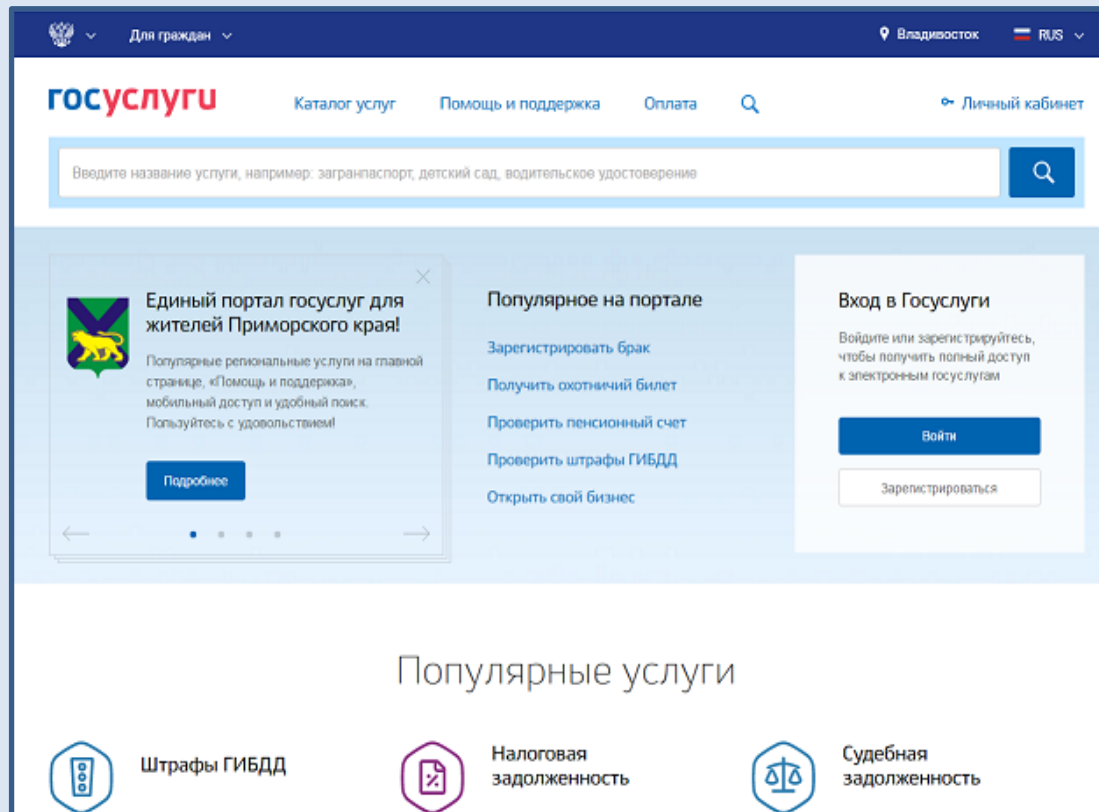 Для граждан
Владивосток
RUS
госуслуги
Каталог услуг
Помощь и поддержка
Оплата
Личный кабинет
Введите название услуги, например: загранпаспорт, детский сад, водительское удостоверение
Единый портал госуслуг для
жителей Приморского края!
Популярные региональные услуги на главной
странице, «Помощь и поддержка»,
мобильный доступ и удобный поиск.
Пользуйтесь с удовольствием!
Подробнее
Популярное на портале
Зарегистрировать брак
Получить охотничий билет
Проверить пенсионный счет
Проверить штрафы ГИБДД
Открыть свой бизнес
Вход в Госуслуги
Войдите или зарегистрируйтесь,
чтобы получить полный доступ
к электронным госуслугам
Войти
Зарегистрироваться
Популярные услуги
Штрафы ГИБДД
Налоговая
задолженность
Судебная
задолженность